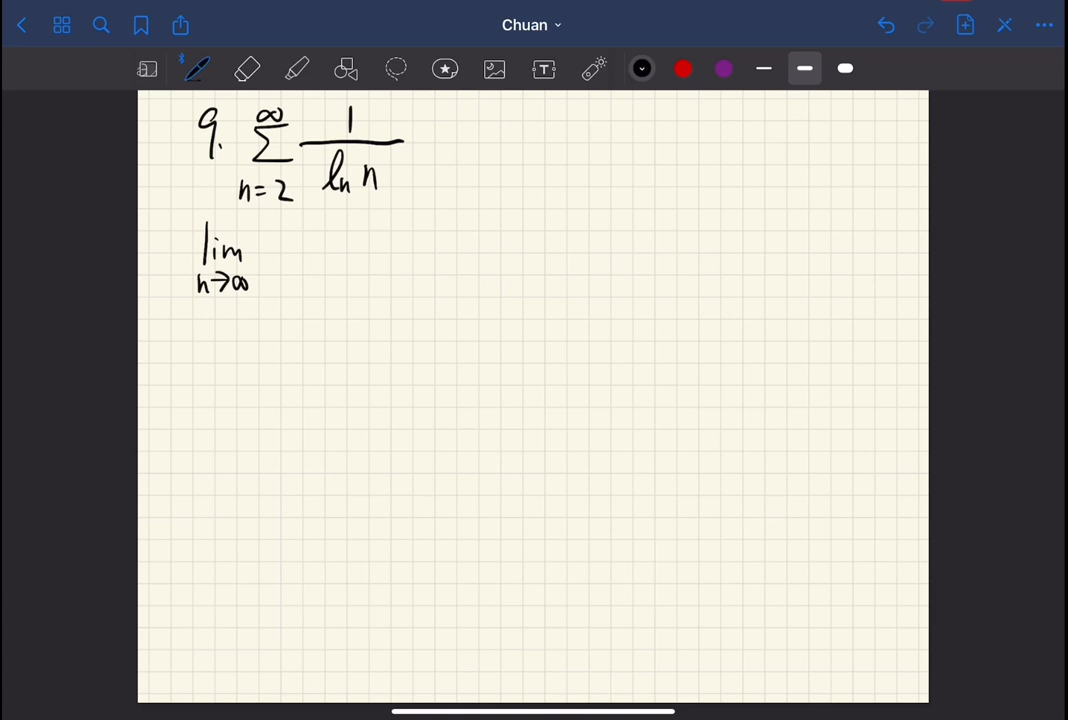 Chuan
9. ∞ 1
∑ ———
n=2 ln n
lim
n→∞